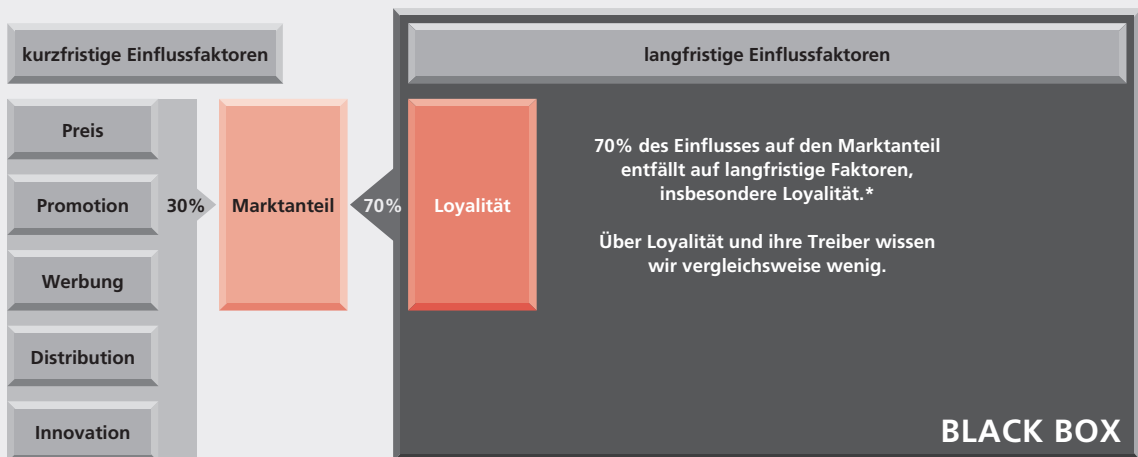 kurzfristige Einflussfaktoren
langfristige Einflussfaktoren
Preis
Promotion
Werbung
Distribution
Innovation
30%
Marktanteil
70%
Loyalität
70% des Einflusses auf den Marktanteil
entfällt auf langfristige Faktoren,
insbesondere Loyalität.*
Über Loyalität und ihre Treiber wissen
wir vergleichsweise wenig.
BLACK BOX